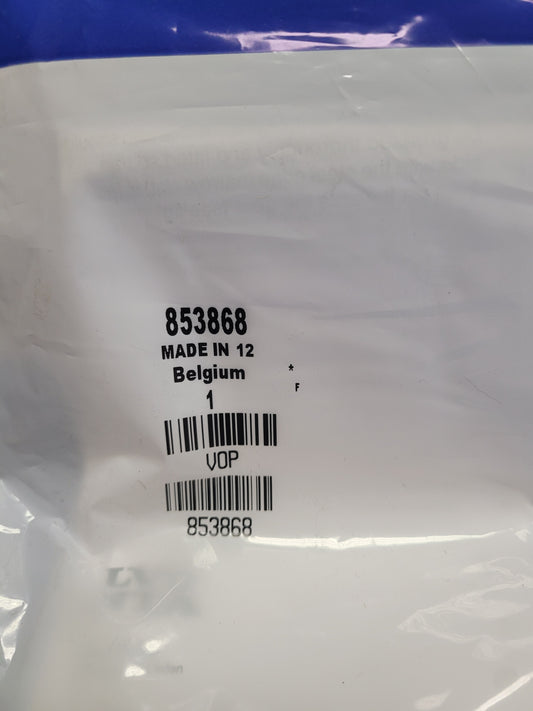 853868
MADE IN 12
Belgium
*
F
1
VOP
853868